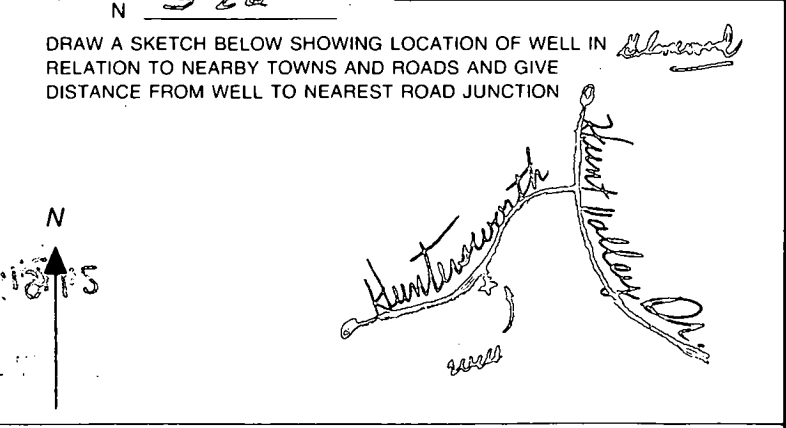 N
DRAW A SKETCH BELOW SHOWING LOCATION OF WELL IN
RELATION TO NEARBY TOWNS AND ROADS AND GIVE
DISTANCE FROM WELL TO NEAREST ROAD JUNCTION
Huntersworth
Hunt Valley Dr.
N
well